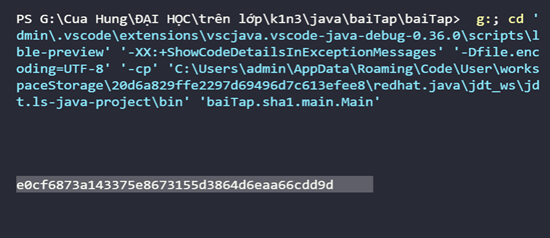 PS G:\Cua Hung\ĐẠI HỌC\trên lớp\k1n3\java\baiTap\baiTap>  g:; cd '
dmin\.vscode\extensions\vscjava.vscode-java-debug-0.36.0\scripts\l
ble-preview' '-XX:+ShowCodeDetailsInExceptionMessages' '-Dfile.enc
oding=UTF-8' '-cp' 'C:\Users\admin\AppData\Roaming\Code\User\works
paceStorage\20d6a829ffe2297d69496d7c613efee8\redhat.java\jdt_ws\jd
t.ls-java-project\bin' 'baiTap.sha1.main.Main'
e0cf6873a143375e8673155d3864d6eaa66cdd9d